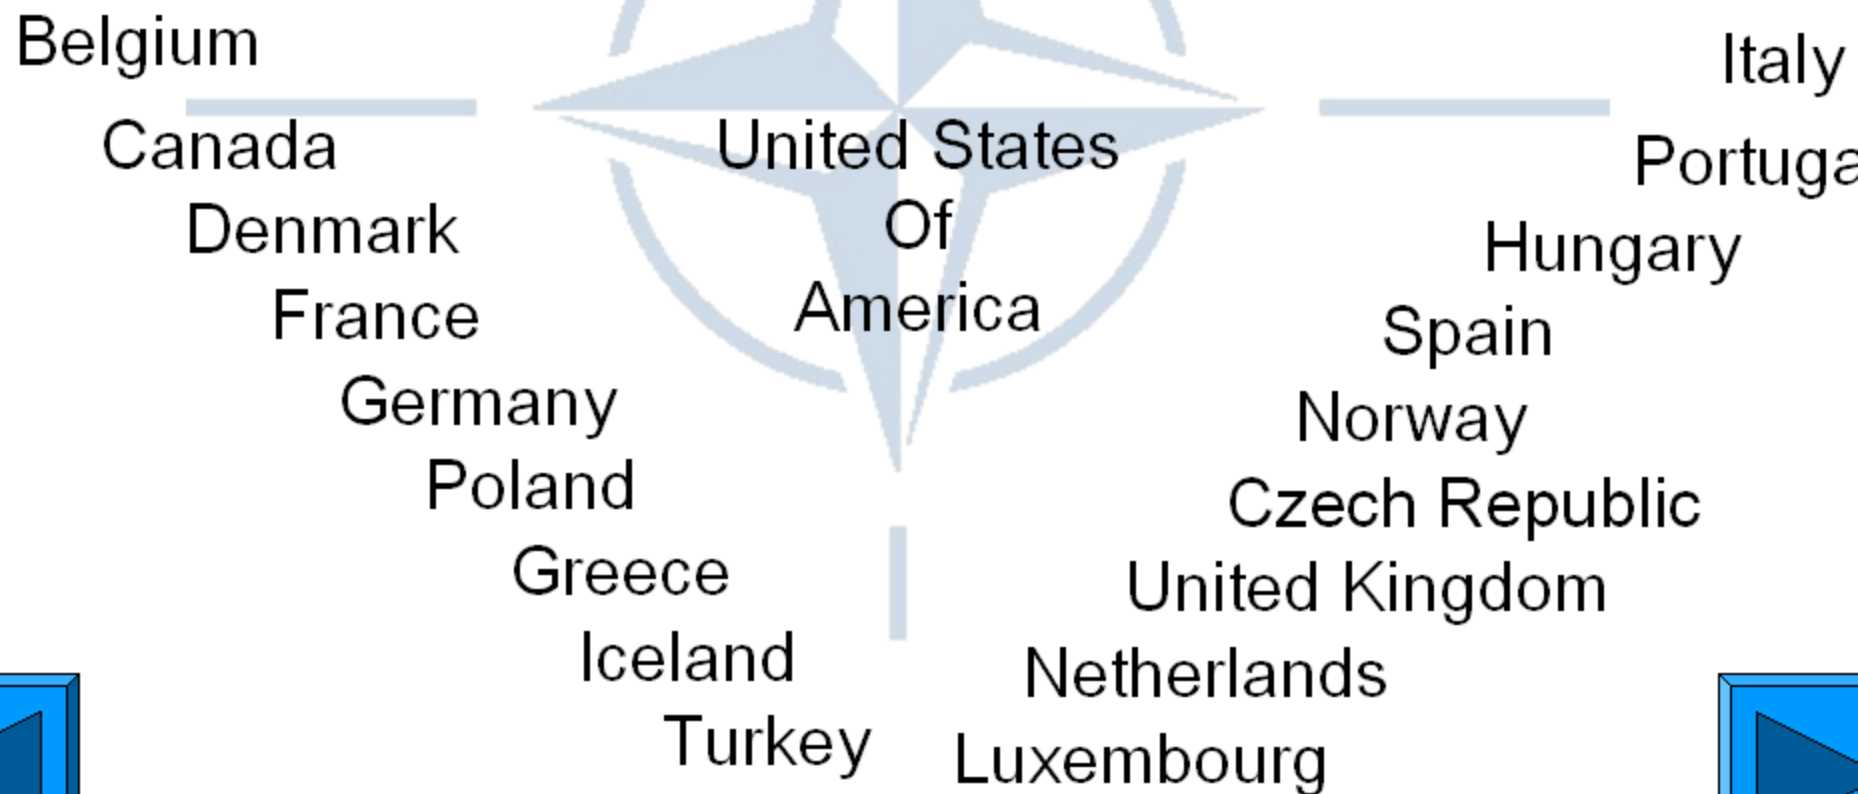 Belgium
Canada
Denmark
France
Germany
Poland
Greece
Iceland
Turkey
United States
Of
America
Italy
Portuga
Hungary
Spain
Norway
Czech Republic
United Kingdom
Netherlands
Luxembourg